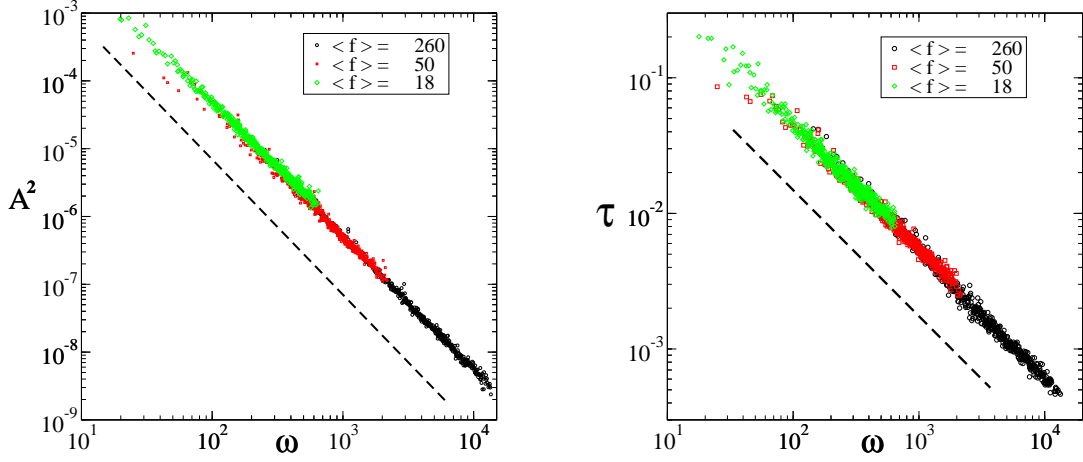 10^-3
10^-4
10^-5
10^-6
10^-7
10^-8
10^-9
A^2
10^1
10^2
10^3
10^4
ω
< f > = 260
< f > = 50
< f > = 18
10^-1
10^-2
10^-3
τ
10^1
10^2
10^3
10^4
ω
< f > = 260
< f > = 50
< f > = 18